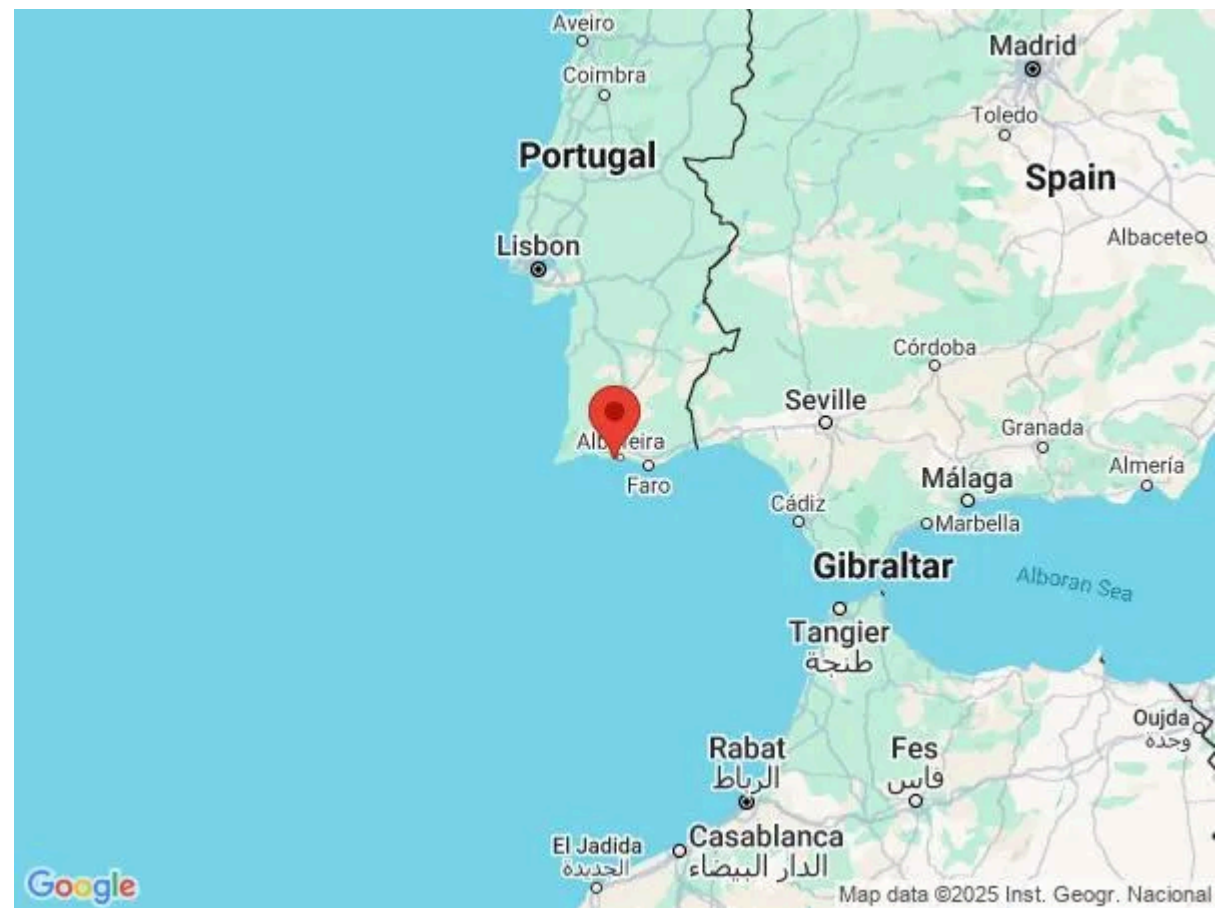 Aveiro
Madrid
Coimbra
Toledo
Portugal
Spain
Lisbon
Albacete
Córdoba
Seville
Granada
Almería
Málaga
Faro
Cádiz
Marbella
Gibraltar
Alboran Sea
Tangier
طنجة
Oujda
وجدة
Rabat
الرباط
Fes
فاس
Casablanca
الدار البيضاء
El Jadida
الجديدة
Google
Map data ©2025 Inst. Geogr. Nacional